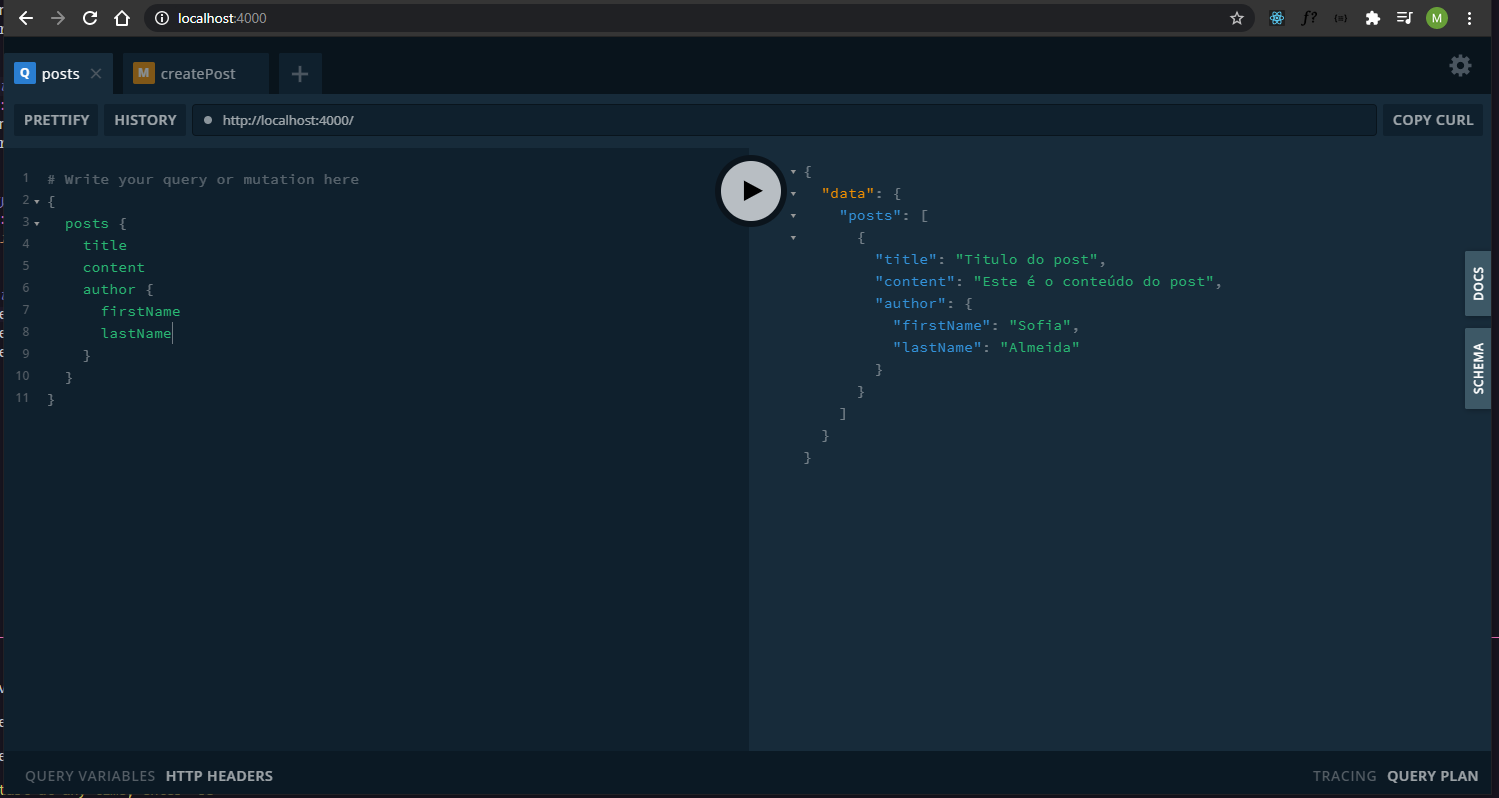 localhost:4000
f?
{=}
M
Q posts
M createPost
PRETTIFY HISTORY http://localhost:4000/ COPY CURL
1 # Write your query or mutation here
2 {
3 posts {
4 title
5 content
6 author {
7 firstName
8 lastName
9 }
10 }
11 }
{
"data": {
"posts": [
{
"title": "Titulo do post",
"content": "Este é o conteúdo do post",
"author": {
"firstName": "Sofia",
"lastName": "Almeida"
}
}
]
}
}
DOCS
SCHEMA
QUERY VARIABLES HTTP HEADERS
TRACING QUERY PLAN